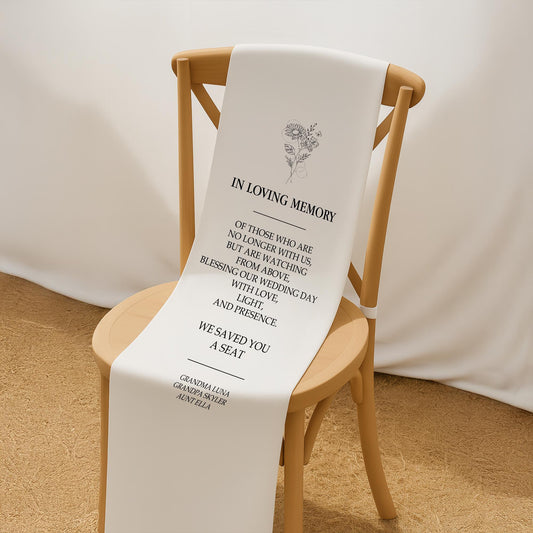 IN LOVING MEMORY
OF THOSE WHO ARE
NO LONGER WITH US,
BUT ARE WATCHING
FROM ABOVE,
BLESSING OUR WEDDING DAY
WITH LOVE,
LIGHT,
AND PRESENCE.
WE SAVED YOU
A SEAT
GRANDMA LUNA
GRANDPA SKYLER
AUNT ELLA